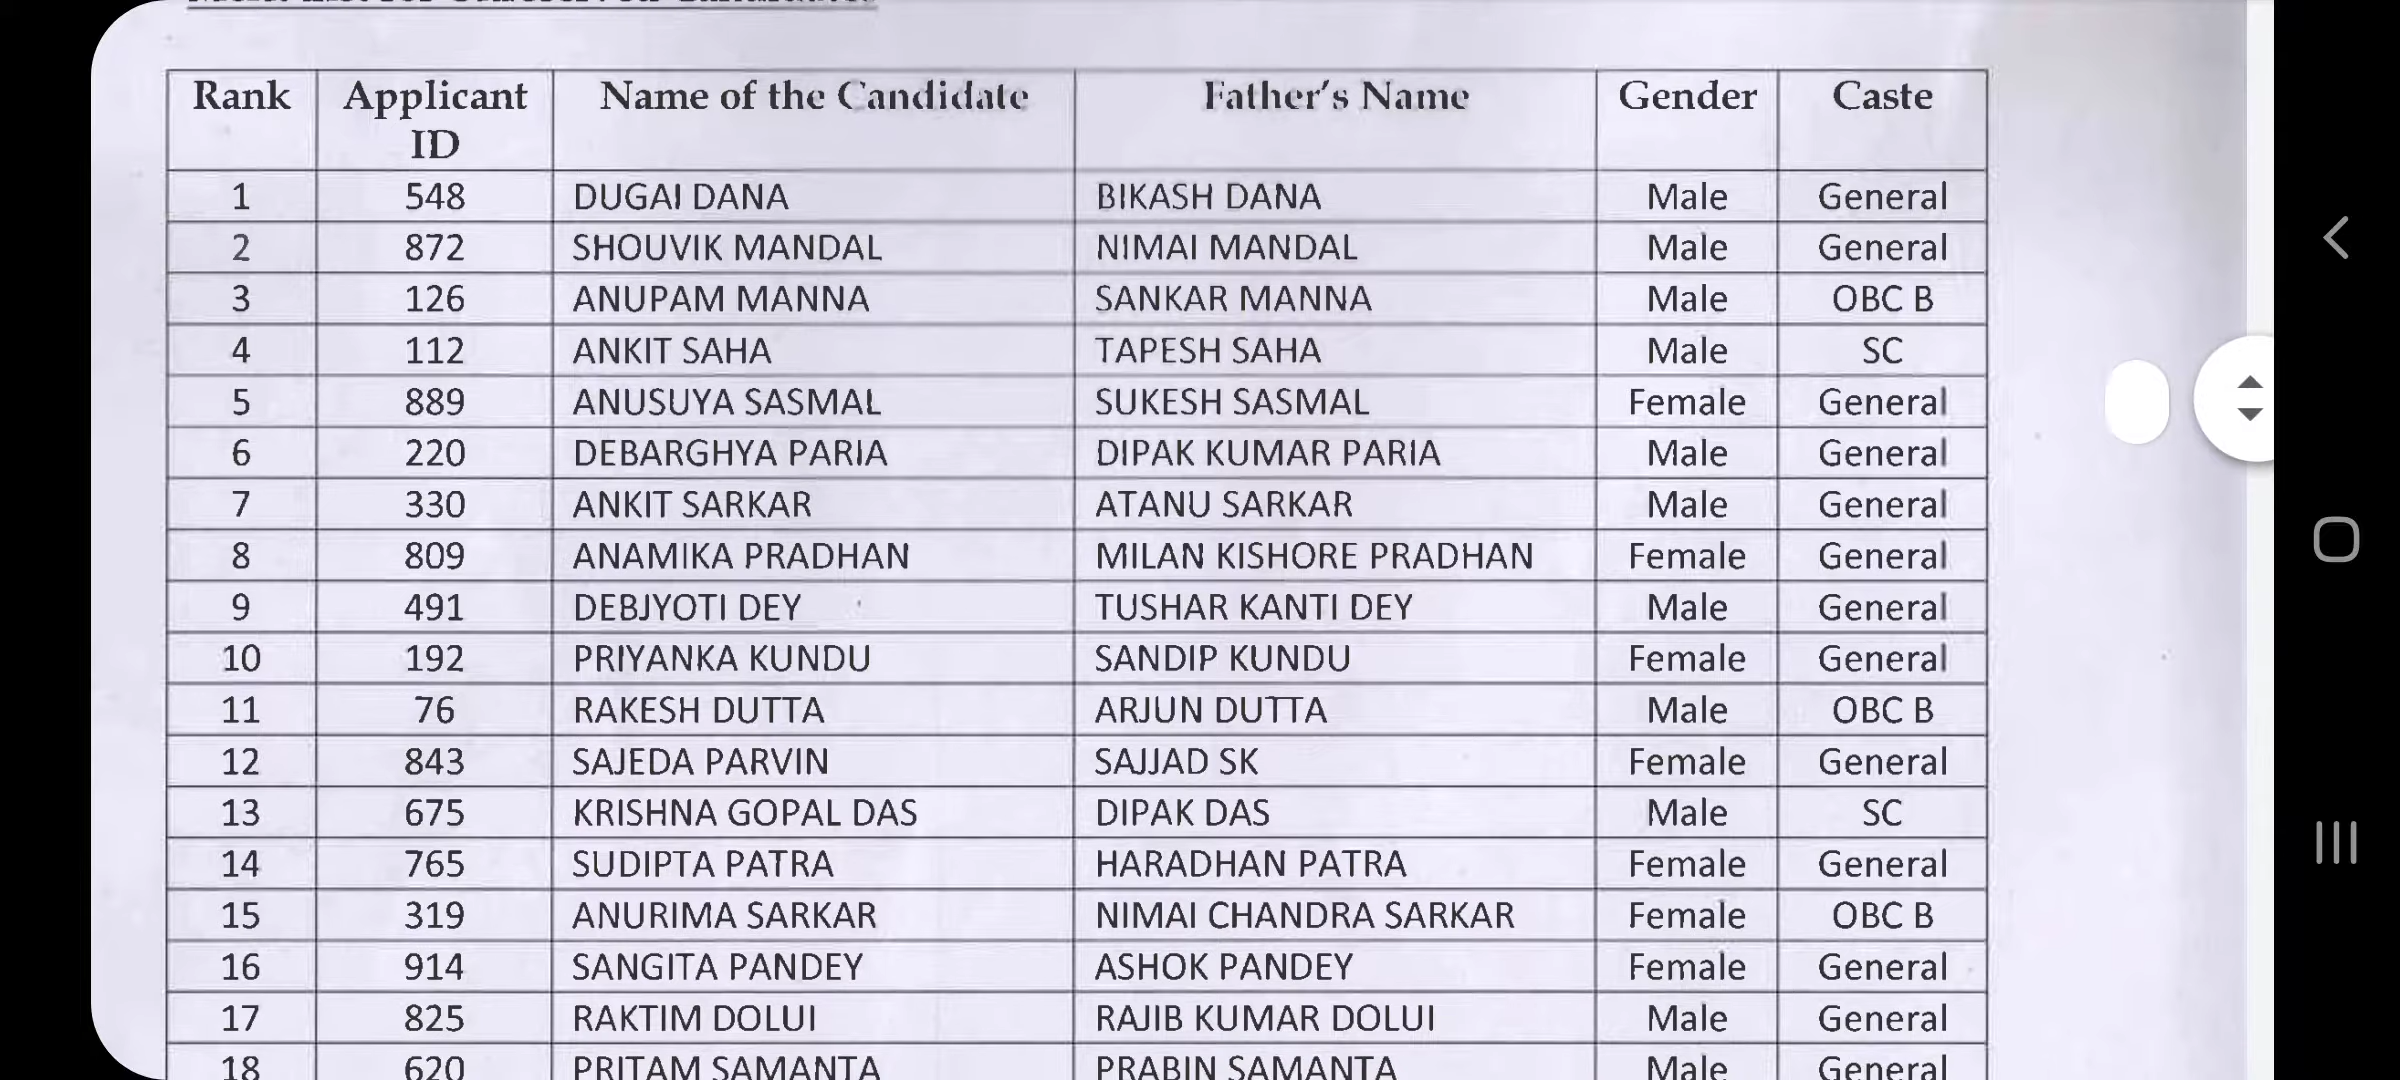 Merit list for Unreserved Candidates
Rank Applicant ID Name of the Candidate Father's Name Gender Caste
1 548 DUGAI DANA BIKASH DANA Male General
2 872 SHOUVIK MANDAL NIMAI MANDAL Male General
3 126 ANUPAM MANNA SANKAR MANNA Male OBC B
4 112 ANKIT SAHA TAPESH SAHA Male SC
5 889 ANUSUYA SASMAL SUKESH SASMAL Female General
6 220 DEBARGHYA PARIA DIPAK KUMAR PARIA Male General
7 330 ANKIT SARKAR ATANU SARKAR Male General
8 809 ANAMIKA PRADHAN MILAN KISHORE PRADHAN Female General
9 491 DEBJYOTI DEY TUSHAR KANTI DEY Male General
10 192 PRIYANKA KUNDU SANDIP KUNDU Female General
11 76 RAKESH DUTTA ARJUN DUTTA Male OBC B
12 843 SAJEDA PARVIN SAJJAD SK Female General
13 675 KRISHNA GOPAL DAS DIPAK DAS Male SC
14 765 SUDIPTA PATRA HARADHAN PATRA Female General
15 319 ANURIMA SARKAR NIMAI CHANDRA SARKAR Female OBC B
16 914 SANGITA PANDEY ASHOK PANDEY Female General
17 825 RAKTIM DOLUI RAJIB KUMAR DOLUI Male General
18 620 PRITAM SAMANTA PRABIN SAMANTA Male General